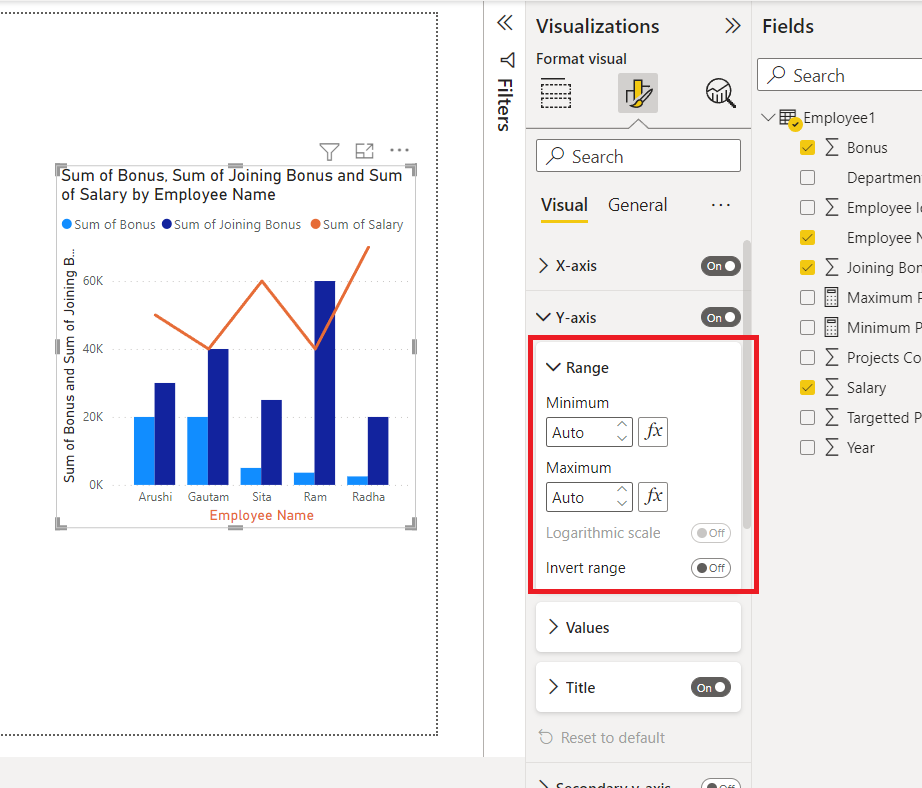 Sum of Bonus, Sum of Joining Bonus and Sum
of Salary by Employee Name
Sum of Bonus
Sum of Joining Bonus
Sum of Salary
Sum of Bonus and Sum of Joining B...
60K
40K
20K
0K
Arushi
Gautam
Sita
Ram
Radha
Employee Name
Filters
Visualizations
Format visual
Search
Visual
General
...
X-axis
On
Y-axis
On
Range
Minimum
Auto
fx
Maximum
Auto
fx
Logarithmic scale
Off
Invert range
Off
Values
Title
On
Reset to default
Secondary y-axis
Off
Fields
Search
Employee1
Bonus
Departmen
Employee I
Employee N
Joining Bon
Maximum P
Minimum P
Projects Co
Salary
Targetted P
Year